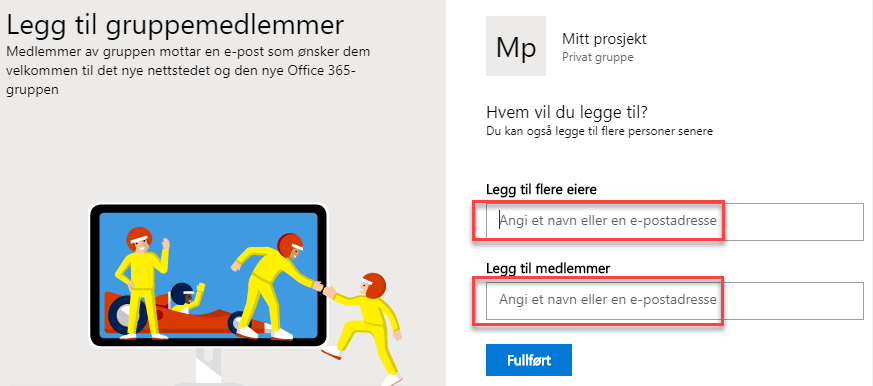 Legg til gruppemedlemmer
Medlemmer av gruppen mottar en e-post som ønsker dem
velkommen til det nye nettstedet og den nye Office 365-
gruppen
Mp
Mitt prosjekt
Privat gruppe
Hvem vil du legge til?
Du kan også legge til flere personer senere
Legg til flere eiere
Angi et navn eller en e-postadresse
Legg til medlemmer
Angi et navn eller en e-postadresse
Fullført